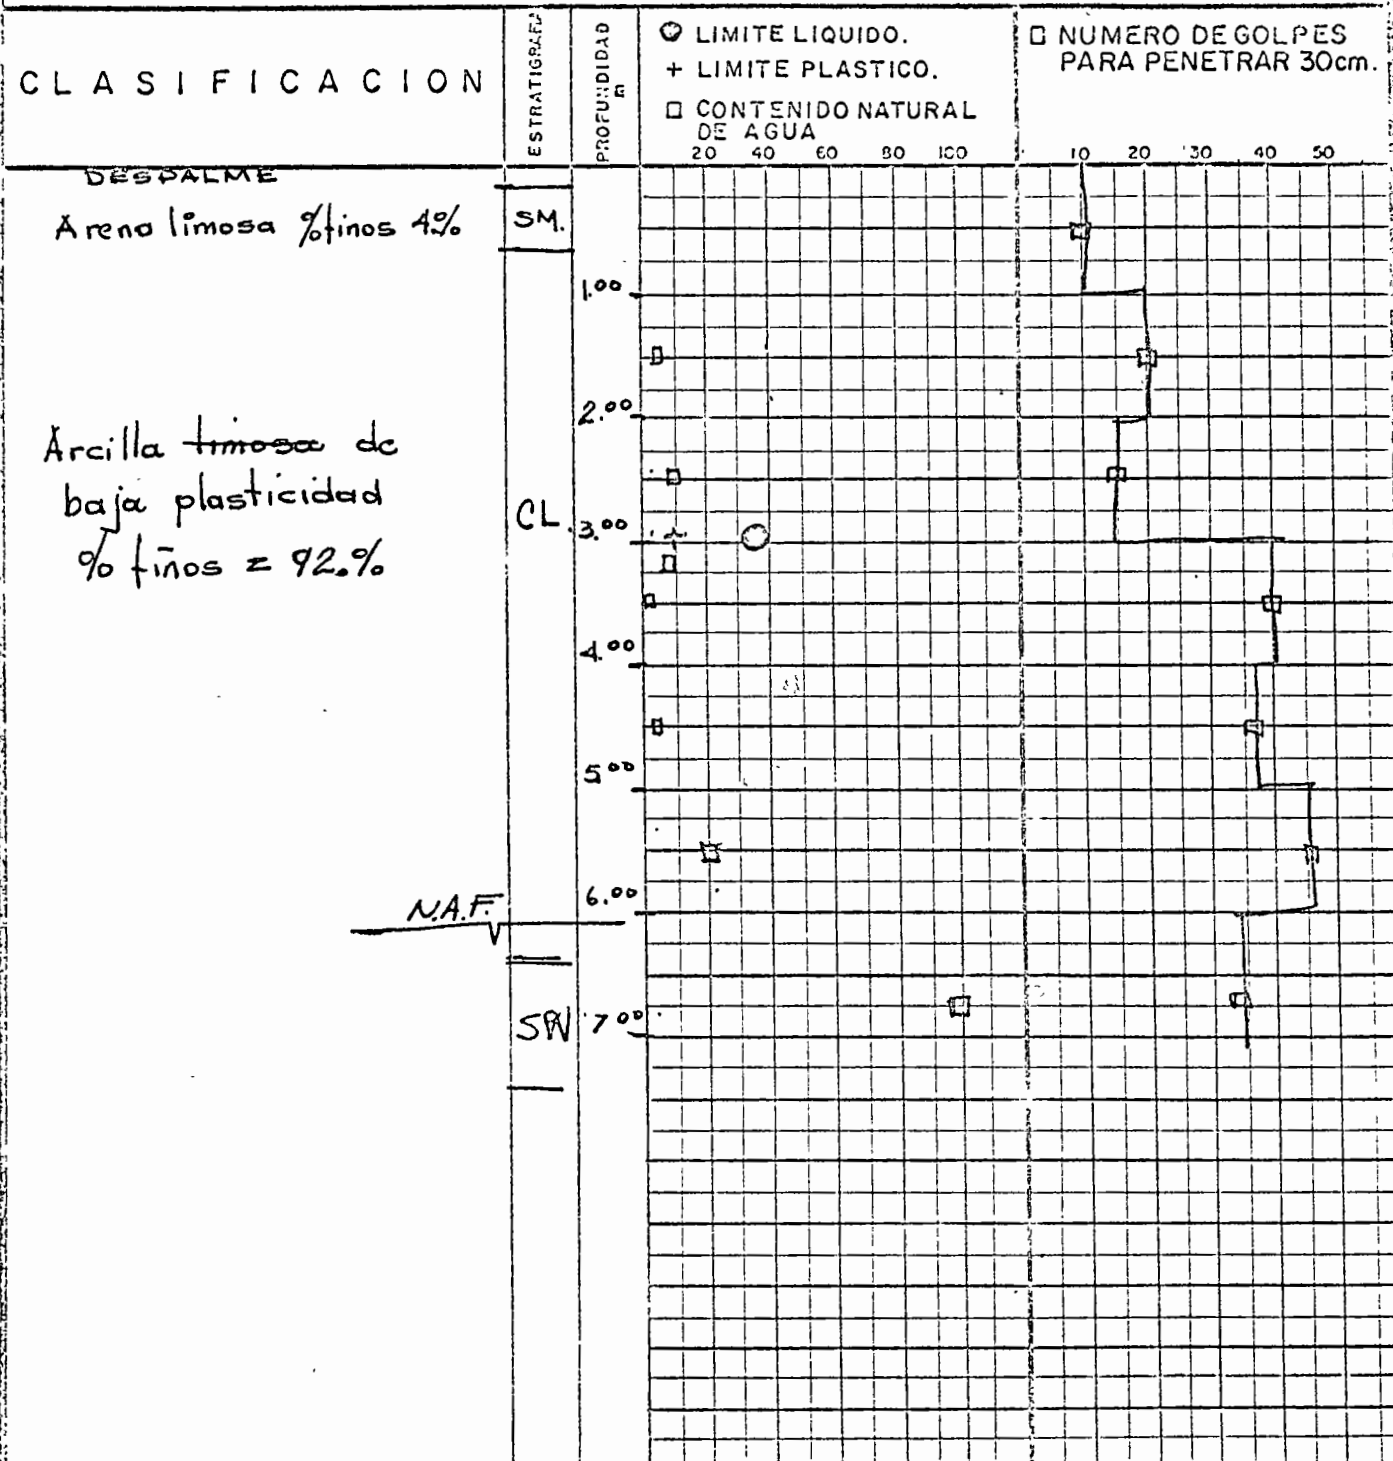 CLASIFICACION
ESTRATIGRAFIA
PROFUNDIDAD
m
LIMITE LIQUIDO.
+ LIMITE PLASTICO.
CONTENIDO NATURAL
DE AGUA
20 40 60 80 100
NUMERO DE GOLPES
PARA PENETRAR 30cm.
10 20 30 40 50
DESPALME
Arena limosa % finos 4%
SM.
1.00
2.00
Arcilla limosa de
baja plasticidad
% finos = 92.%
CL.
3.00
4.00
5.00
6.00
N.A.F.
7.00